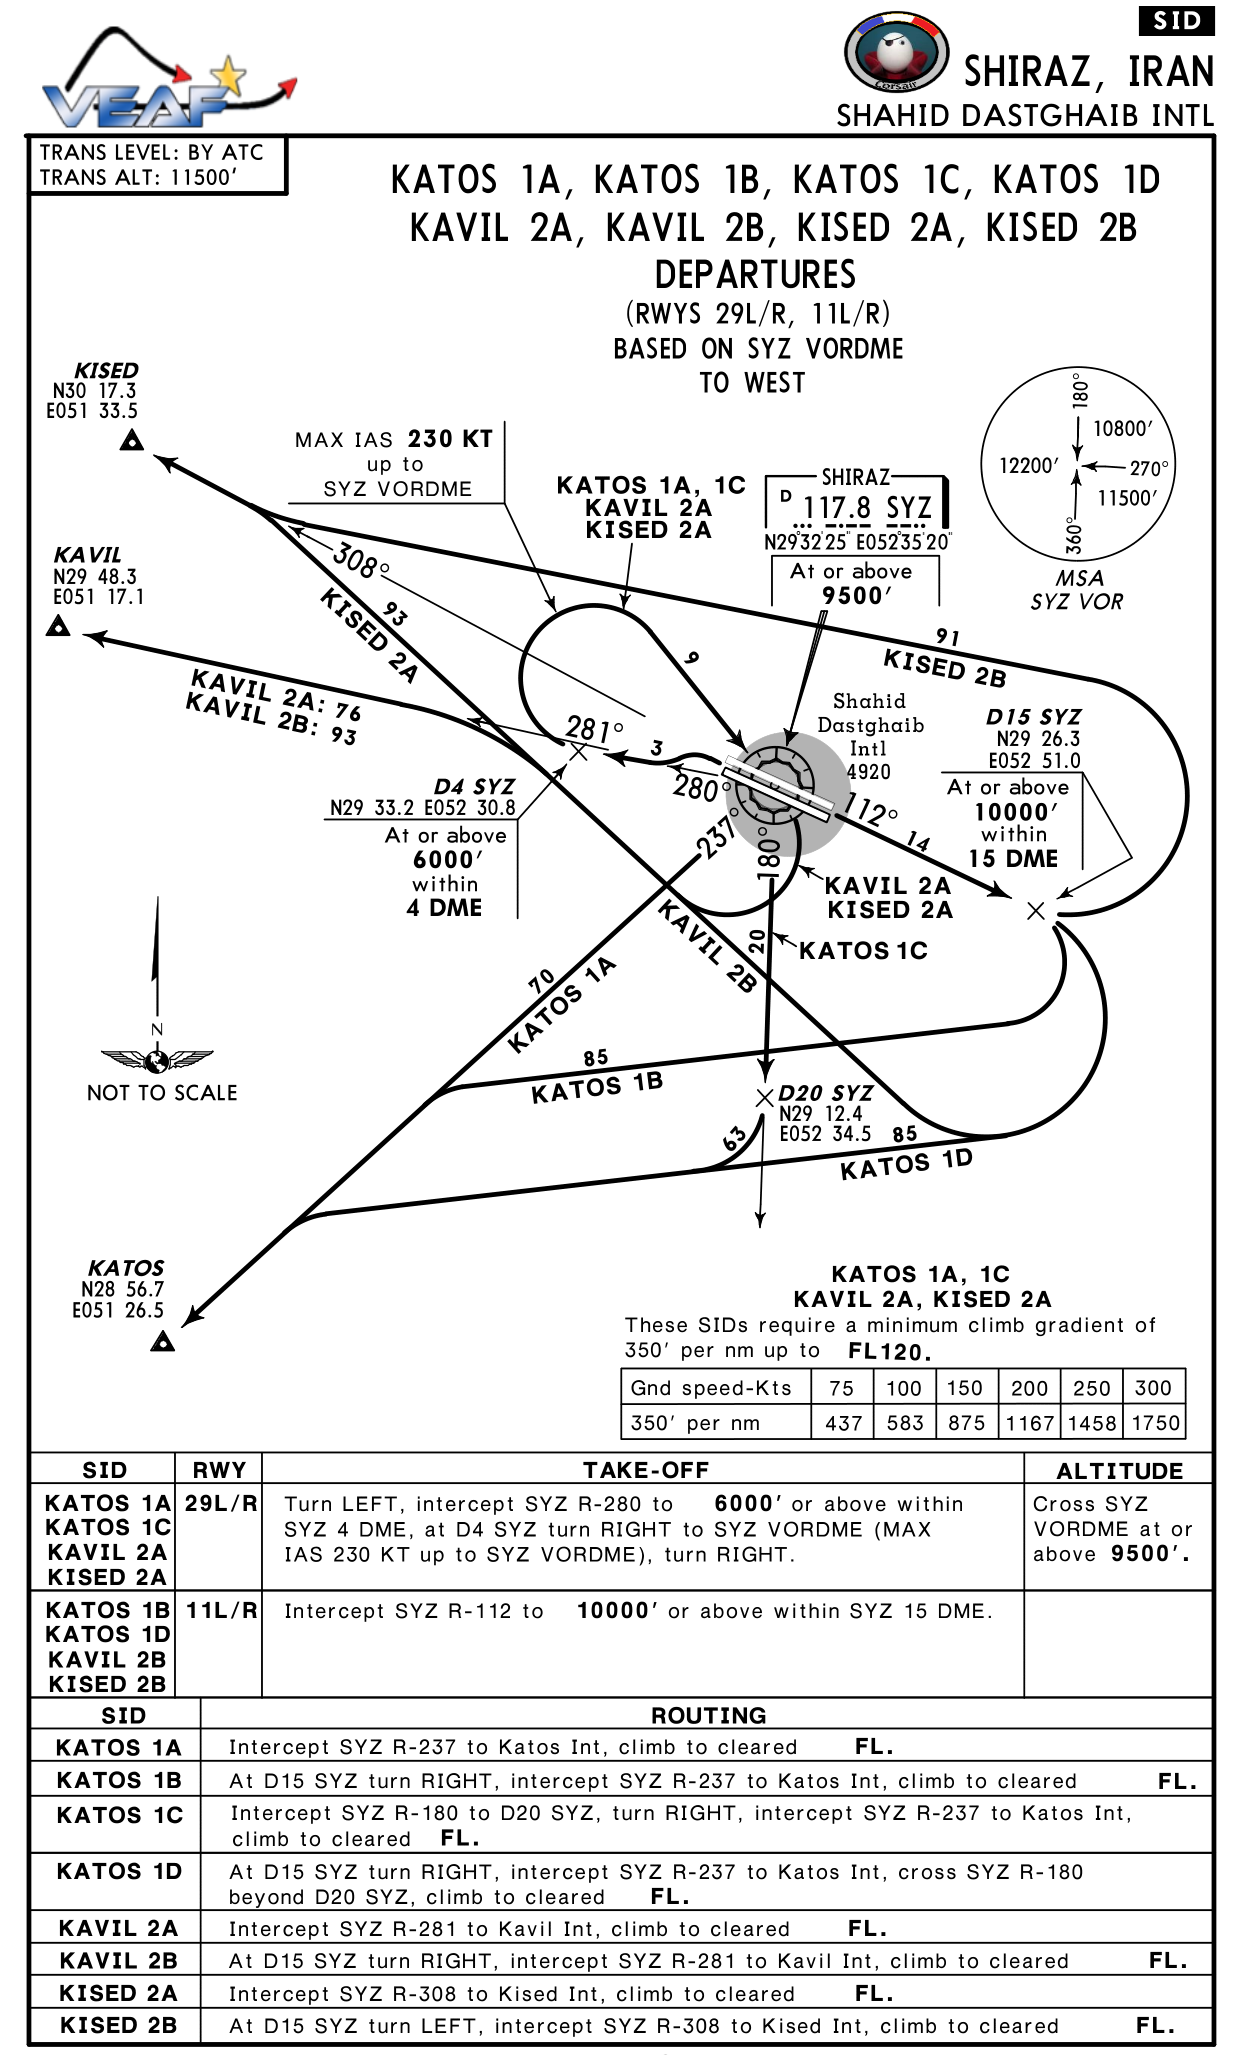 SID
VEAF
Corsair
SHIRAZ, IRAN
SHAHID DASTGHAIB INTL
TRANS LEVEL: BY ATC
TRANS ALT: 11500′
KATOS 1A, KATOS 1B, KATOS 1C, KATOS 1D
KAVIL 2A, KAVIL 2B, KISED 2A, KISED 2B
DEPARTURES
(RWYS 29L/R, 11L/R)
BASED ON SYZ VORDME
TO WEST
KISED
N30 17.3
E051 33.5
MAX IAS 230 KT
up to
SYZ VORDME
KATOS 1A, 1C
KAVIL 2A
KISED 2A
SHIRAZ
D 117.8 SYZ
N29°32'25" E052°35'20"
At or above
9500′
180°
10800′
12200′
270°
11500′
360°
MSA
SYZ VOR
KAVIL
N29 48.3
E051 17.1
308°
93
KISED 2A
9
91
KISED 2B
KAVIL 2A: 76
KAVIL 2B: 93
281°
3
280°
Shahid
Dastghaib
Intl
4920
D15 SYZ
N29 26.3
E052 51.0
At or above
10000′
within
15 DME
D4 SYZ
N29 33.2 E052 30.8
At or above
6000′
within
4 DME
237°
180°
112°
14
KAVIL 2A
KISED 2A
KATOS 1C
20
KAVIL 2B
70
KATOS 1A
N
NOT TO SCALE
85
KATOS 1B
D20 SYZ
N29 12.4
E052 34.5
63
85
KATOS 1D
KATOS
N28 56.7
E051 26.5
KATOS 1A, 1C
KAVIL 2A, KISED 2A
These SIDs require a minimum climb gradient of
350′ per nm up to FL120.
Gnd speed-Kts 75 100 150 200 250 300
350′ per nm 437 583 875 1167 1458 1750
SID RWY TAKE-OFF ALTITUDE
KATOS 1A 29L/R Turn LEFT, intercept SYZ R-280 to 6000′ or above within Cross SYZ
KATOS 1C SYZ 4 DME, at D4 SYZ turn RIGHT to SYZ VORDME (MAX VORDME at or
KAVIL 2A IAS 230 KT up to SYZ VORDME), turn RIGHT. above 9500′.
KISED 2A
KATOS 1B 11L/R Intercept SYZ R-112 to 10000′ or above within SYZ 15 DME.
KATOS 1D
KAVIL 2B
KISED 2B
SID ROUTING
KATOS 1A Intercept SYZ R-237 to Katos Int, climb to cleared FL.
KATOS 1B At D15 SYZ turn RIGHT, intercept SYZ R-237 to Katos Int, climb to cleared FL.
KATOS 1C Intercept SYZ R-180 to D20 SYZ, turn RIGHT, intercept SYZ R-237 to Katos Int,
climb to cleared FL.
KATOS 1D At D15 SYZ turn RIGHT, intercept SYZ R-237 to Katos Int, cross SYZ R-180
beyond D20 SYZ, climb to cleared FL.
KAVIL 2A Intercept SYZ R-281 to Kavil Int, climb to cleared FL.
KAVIL 2B At D15 SYZ turn RIGHT, intercept SYZ R-281 to Kavil Int, climb to cleared FL.
KISED 2A Intercept SYZ R-308 to Kised Int, climb to cleared FL.
KISED 2B At D15 SYZ turn LEFT, intercept SYZ R-308 to Kised Int, climb to cleared FL.